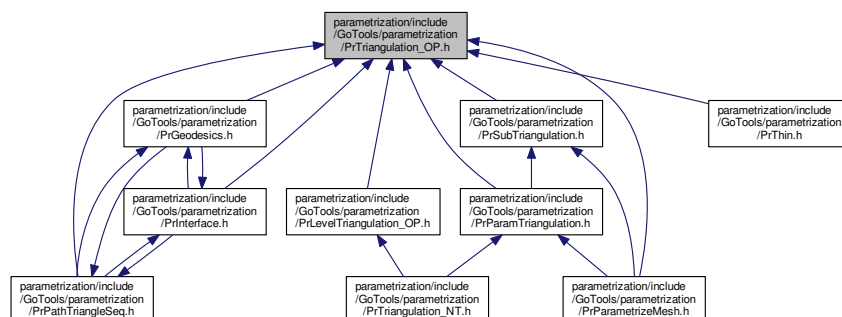 parametrization/include
/GoTools/parametrization
/PrTriangulation_OP.h
parametrization/include
/GoTools/parametrization
/PrGeodesics.h
parametrization/include
/GoTools/parametrization
/PrSubTriangulation.h
parametrization/include
/GoTools/parametrization
/PrThin.h
parametrization/include
/GoTools/parametrization
/PrInterface.h
parametrization/include
/GoTools/parametrization
/PrLevelTriangulation_OP.h
parametrization/include
/GoTools/parametrization
/PrParamTriangulation.h
parametrization/include
/GoTools/parametrization
/PrPathTriangleSeq.h
parametrization/include
/GoTools/parametrization
/PrTriangulation_NT.h
parametrization/include
/GoTools/parametrization
/PrParametrizeMesh.h